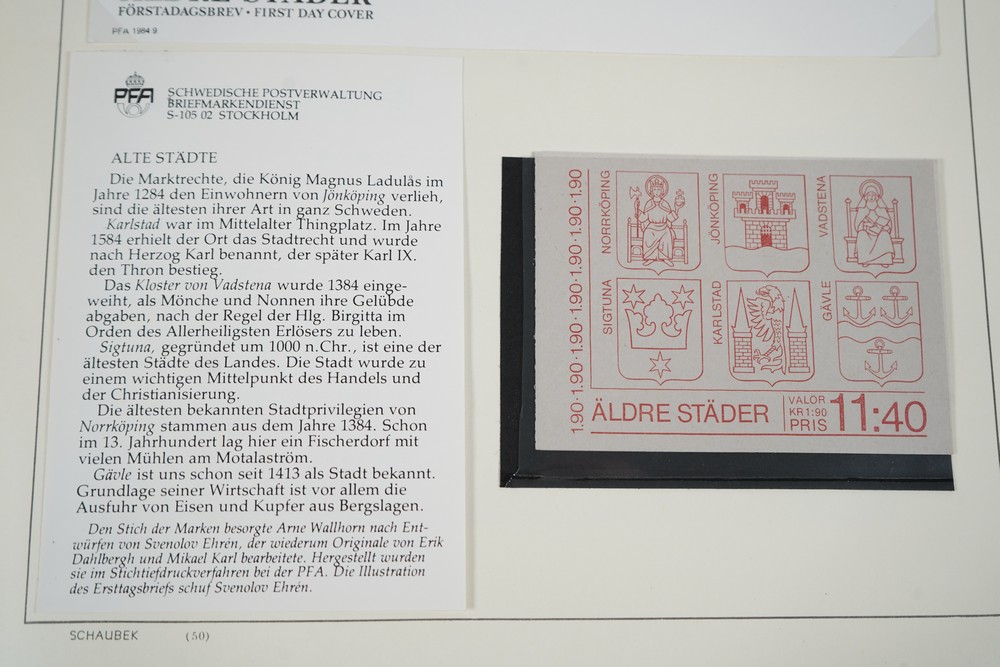 FÖRSTADAGSBREV • FIRST DAY COVER
PFA 1984:9
PFA
SCHWEDISCHE POSTVERWALTUNG
BRIEFMARKENDIENST
S-105 02 STOCKHOLM
ALTE STÄDTE
Die Marktrechte, die König Magnus Ladulås im
Jahre 1284 den Einwohnern von Jönköping verlieh,
sind die ältesten ihrer Art in ganz Schweden.
Karlstad war im Mittelalter Thingplatz. Im Jahre
1584 erhielt der Ort das Stadtrecht und wurde
nach Herzog Karl benannt, der später Karl IX.
den Thron bestieg.
Das Kloster von Vadstena wurde 1384 einge-
weiht, als Mönche und Nonnen ihre Gelübde
abgaben, nach der Regel der Hlg. Birgitta im
Orden des Allerheiligsten Erlösers zu leben.
Sigtuna, gegründet um 1000 n.Chr., ist eine der
ältesten Städte des Landes. Die Stadt wurde zu
einem wichtigen Mittelpunkt des Handels und
der Christianisierung.
Die ältesten bekannten Stadtprivilegien von
Norrköping stammen aus dem Jahre 1384. Schon
im 13. Jahrhundert lag hier ein Fischerdorf mit
vielen Mühlen am Motalaström.
Gävle ist uns schon seit 1413 als Stadt bekannt.
Grundlage seiner Wirtschaft ist vor allem die
Ausfuhr von Eisen und Kupfer aus Bergslagen.
Den Stich der Marken besorgte Arne Wallhorn nach Ent-
würfen von Svenolov Ehrén, der wiederum Originale von Erik
Dahlbergh und Mikael Karl bearbeitete. Hergestellt wurden
sie im Stichtiefdruckverfahren bei der PFA. Die Illustration
des Ersttagsbriefs schuf Svenolov Ehrén.
1.90·1.90·1.90·1.90·1.90·1.90
NORRKÖPING
JÖNKÖPING
VADSTENA
SIGTUNA
KARLSTAD
GÄVLE
ÄLDRE STÄDER
VALÖR
KR 1:90
PRIS
11:40
SCHAUBEK (50)